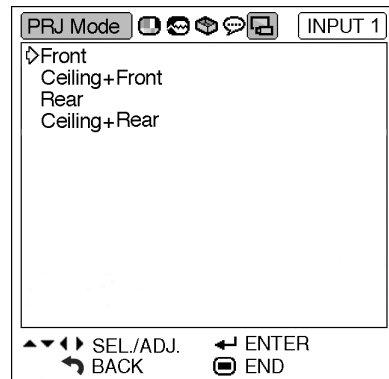 PRJ Mode INPUT 1
Front
Ceiling+Front
Rear
Ceiling+Rear
SEL./ADJ. ENTER
BACK END